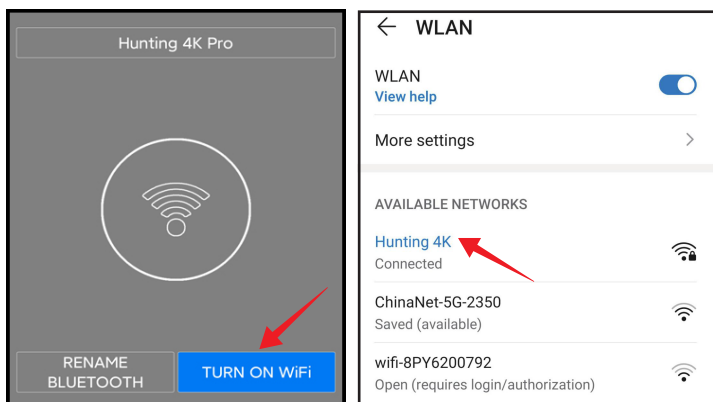 Hunting 4K Pro
RENAME
BLUETOOTH
TURN ON WiFi
WLAN
WLAN
View help
More settings
AVAILABLE NETWORKS
Hunting 4K
Connected
ChinaNet-5G-2350
Saved (available)
wifi-8PY6200792
Open (requires login/authorization)